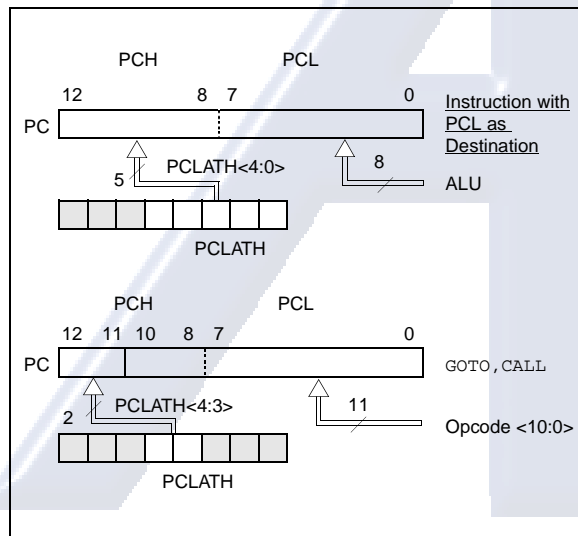 PCH PCL
12 8 7 0
PC
Instruction with
PCL as
Destination
5 PCLATH<4:0>
8
ALU
PCLATH
PCH PCL
12 11 10 8 7 0
PC
GOTO,CALL
2 PCLATH<4:3>
11
Opcode <10:0>
PCLATH